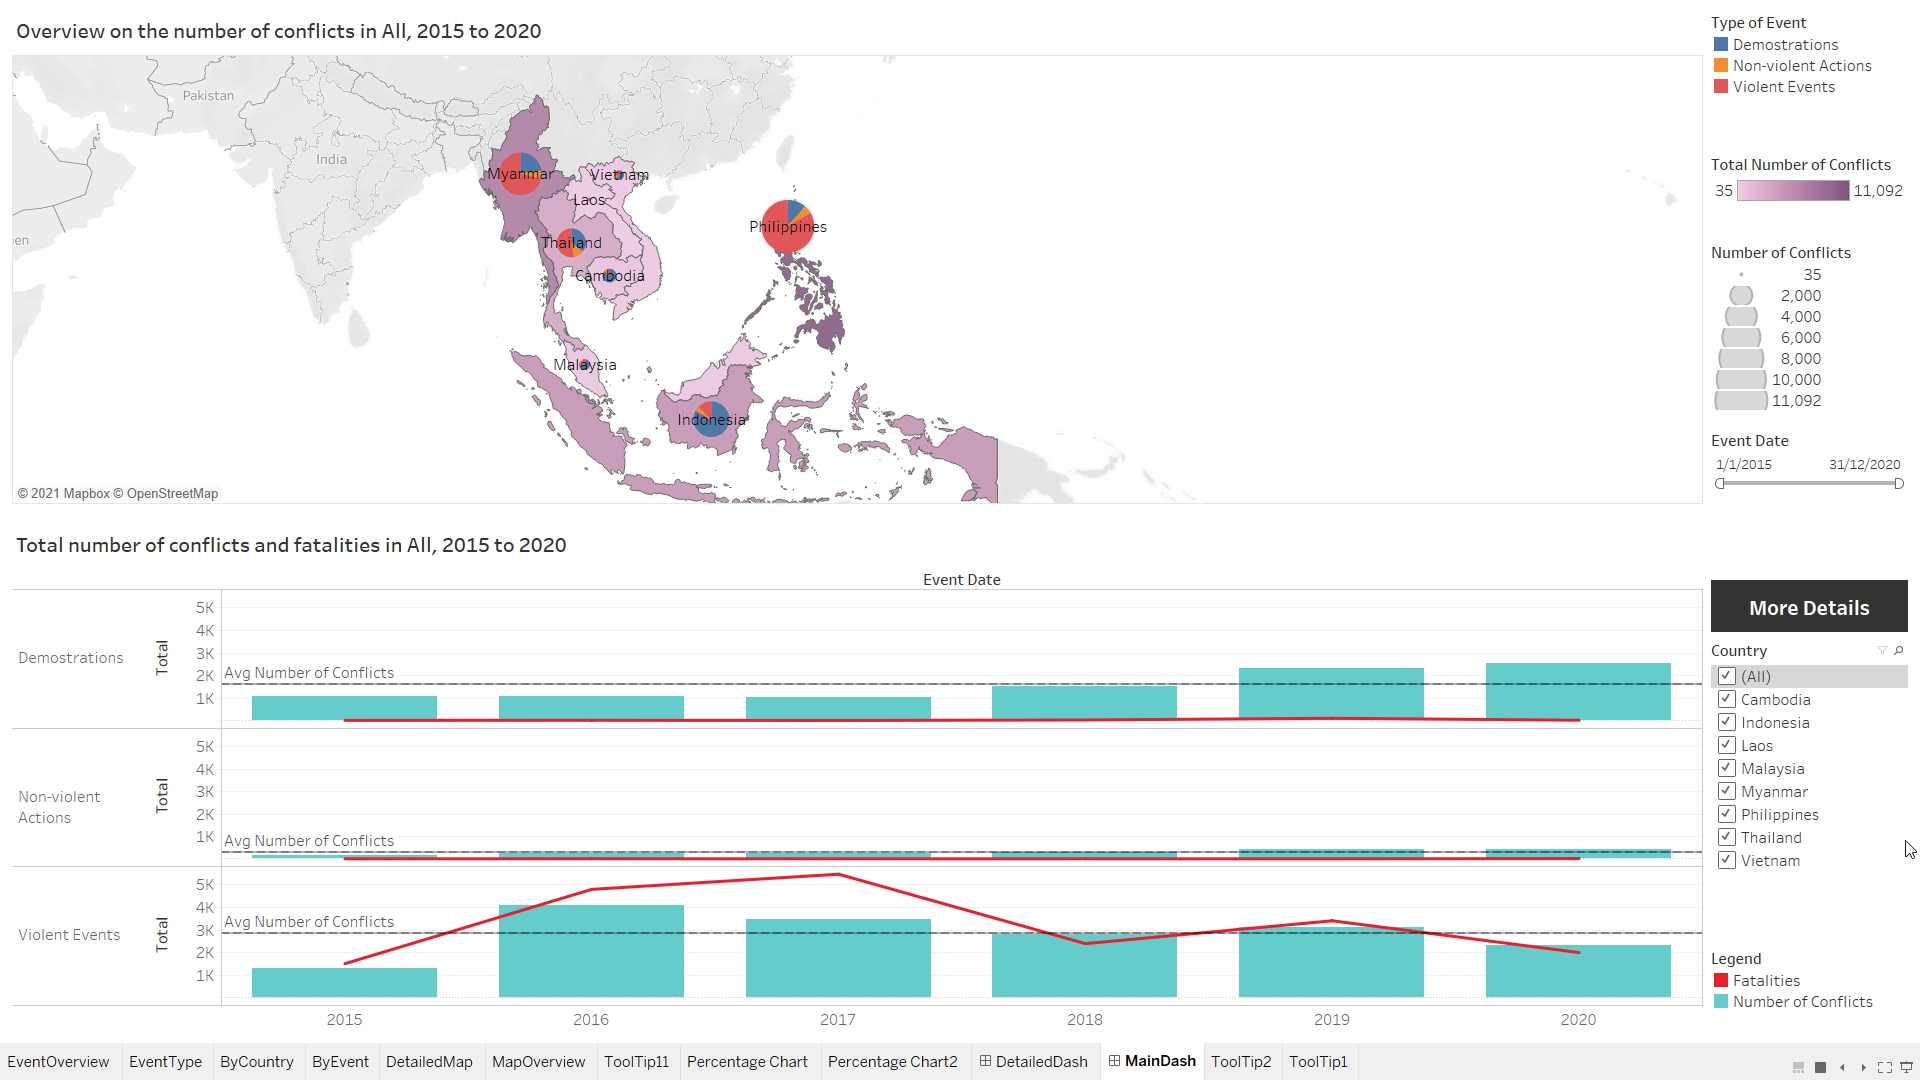 Overview on the number of conflicts in All, 2015 to 2020
Pakistan
India
en
Myanmar
Vietnam
Laos
Thailand
Cambodia
Philippines
Malaysia
Indonesia
© 2021 Mapbox © OpenStreetMap
Type of Event
Demostrations
Non-violent Actions
Violent Events
Total Number of Conflicts
35 11,092
Number of Conflicts
35
2,000
4,000
6,000
8,000
10,000
11,092
Event Date
1/1/2015 31/12/2020
Total number of conflicts and fatalities in All, 2015 to 2020
Event Date
Demostrations
Total
5K
4K
3K
2K
1K
Avg Number of Conflicts
Non-violent
Actions
Total
5K
4K
3K
2K
1K
Avg Number of Conflicts
Violent Events
Total
5K
4K
3K
2K
1K
Avg Number of Conflicts
2015 2016 2017 2018 2019 2020
More Details
Country
(All)
Cambodia
Indonesia
Laos
Malaysia
Myanmar
Philippines
Thailand
Vietnam
Legend
Fatalities
Number of Conflicts
EventOverview EventType ByCountry ByEvent DetailedMap MapOverview ToolTip11 Percentage Chart Percentage Chart2 DetailedDash MainDash ToolTip2 ToolTip1